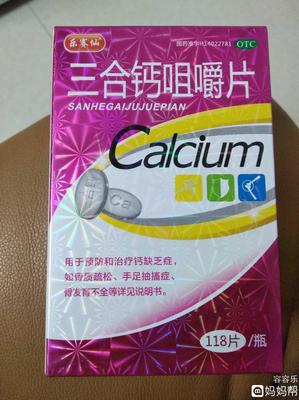 乐赛仙
国药准字H14022781
OTC
三合钙咀嚼片
SANHEGAIJUJUEPIAN
Calcium
Ca
用于预防和治疗钙缺乏症,
如骨质疏松、手足抽搐症、
骨发育不全等详见说明书。
118片/瓶
容容乐
妈妈帮